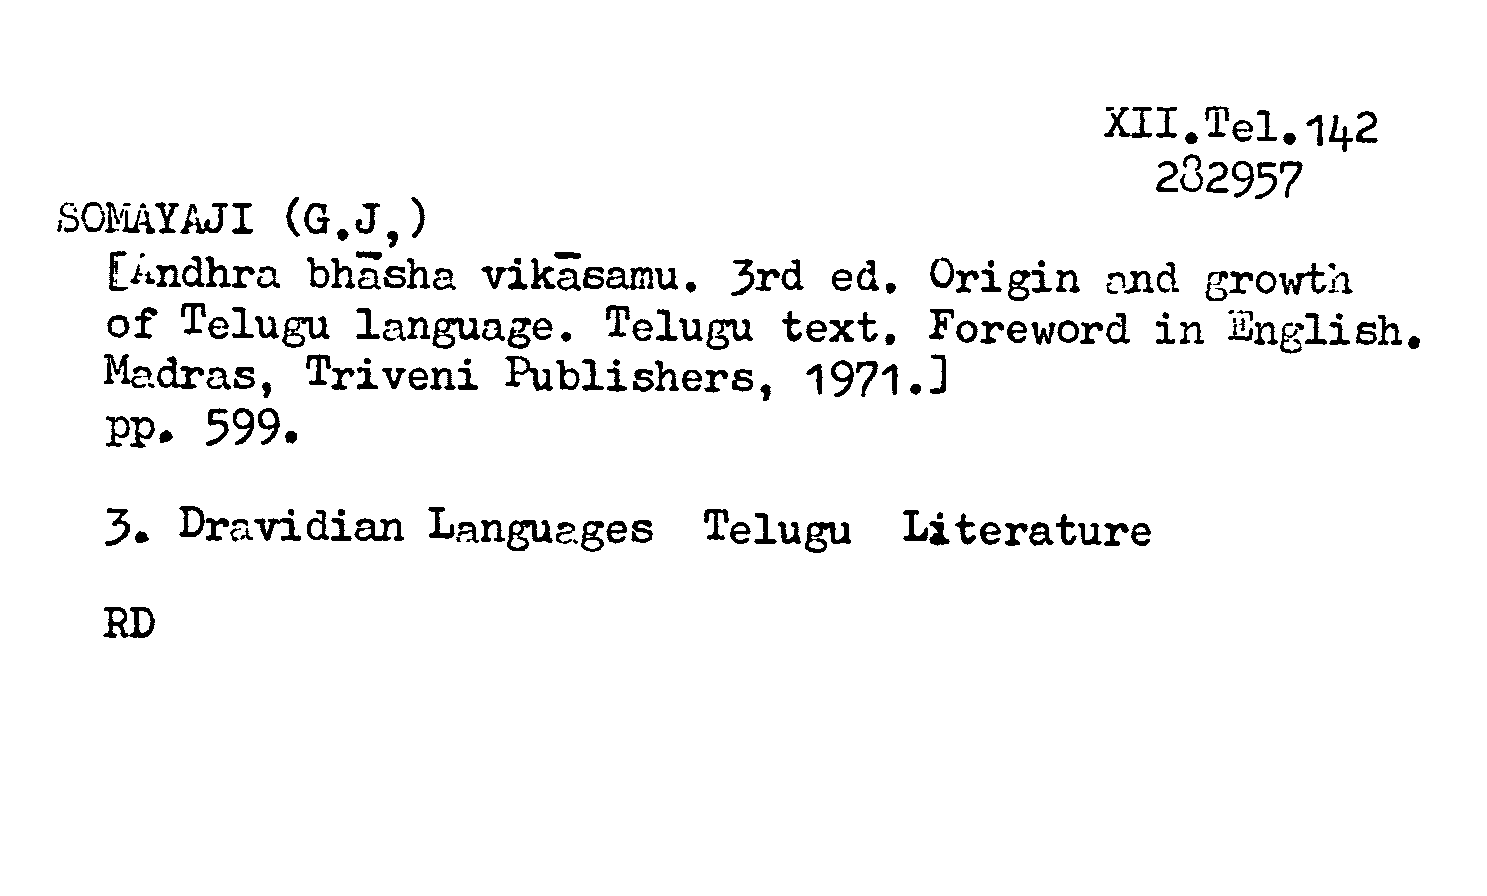 XII.Tel.142
282957
SOMAYAJI (G.J,)
[Andhra bhāsha vikāsamu. 3rd ed. Origin and growth
of Telugu language. Telugu text. Foreword in English.
Madras, Triveni Publishers, 1971.]
pp. 599.
3. Dravidian Languages Telugu Literature
RD